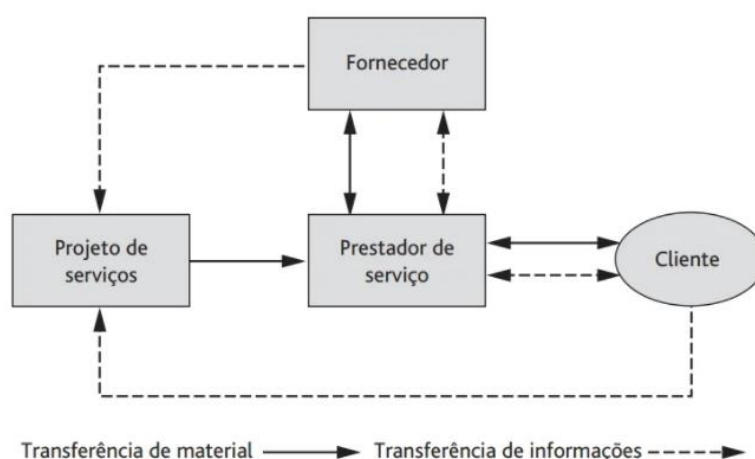 Fornecedor
Projeto de
serviços
Prestador de
serviço
Cliente
Transferência de material
Transferência de informações